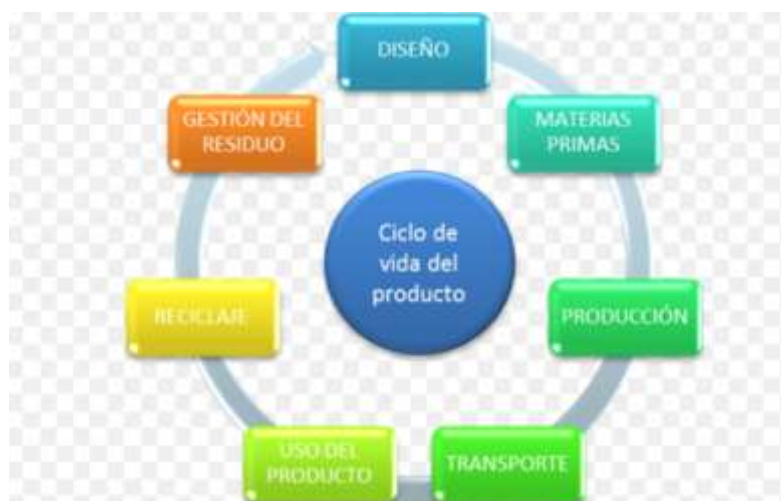 DISEÑO
MATERIAS
PRIMAS
PRODUCCIÓN
TRANSPORTE
USO DEL
PRODUCTO
RECICLAJE
GESTIÓN DEL
RESIDUO
Ciclo de
vida del
producto